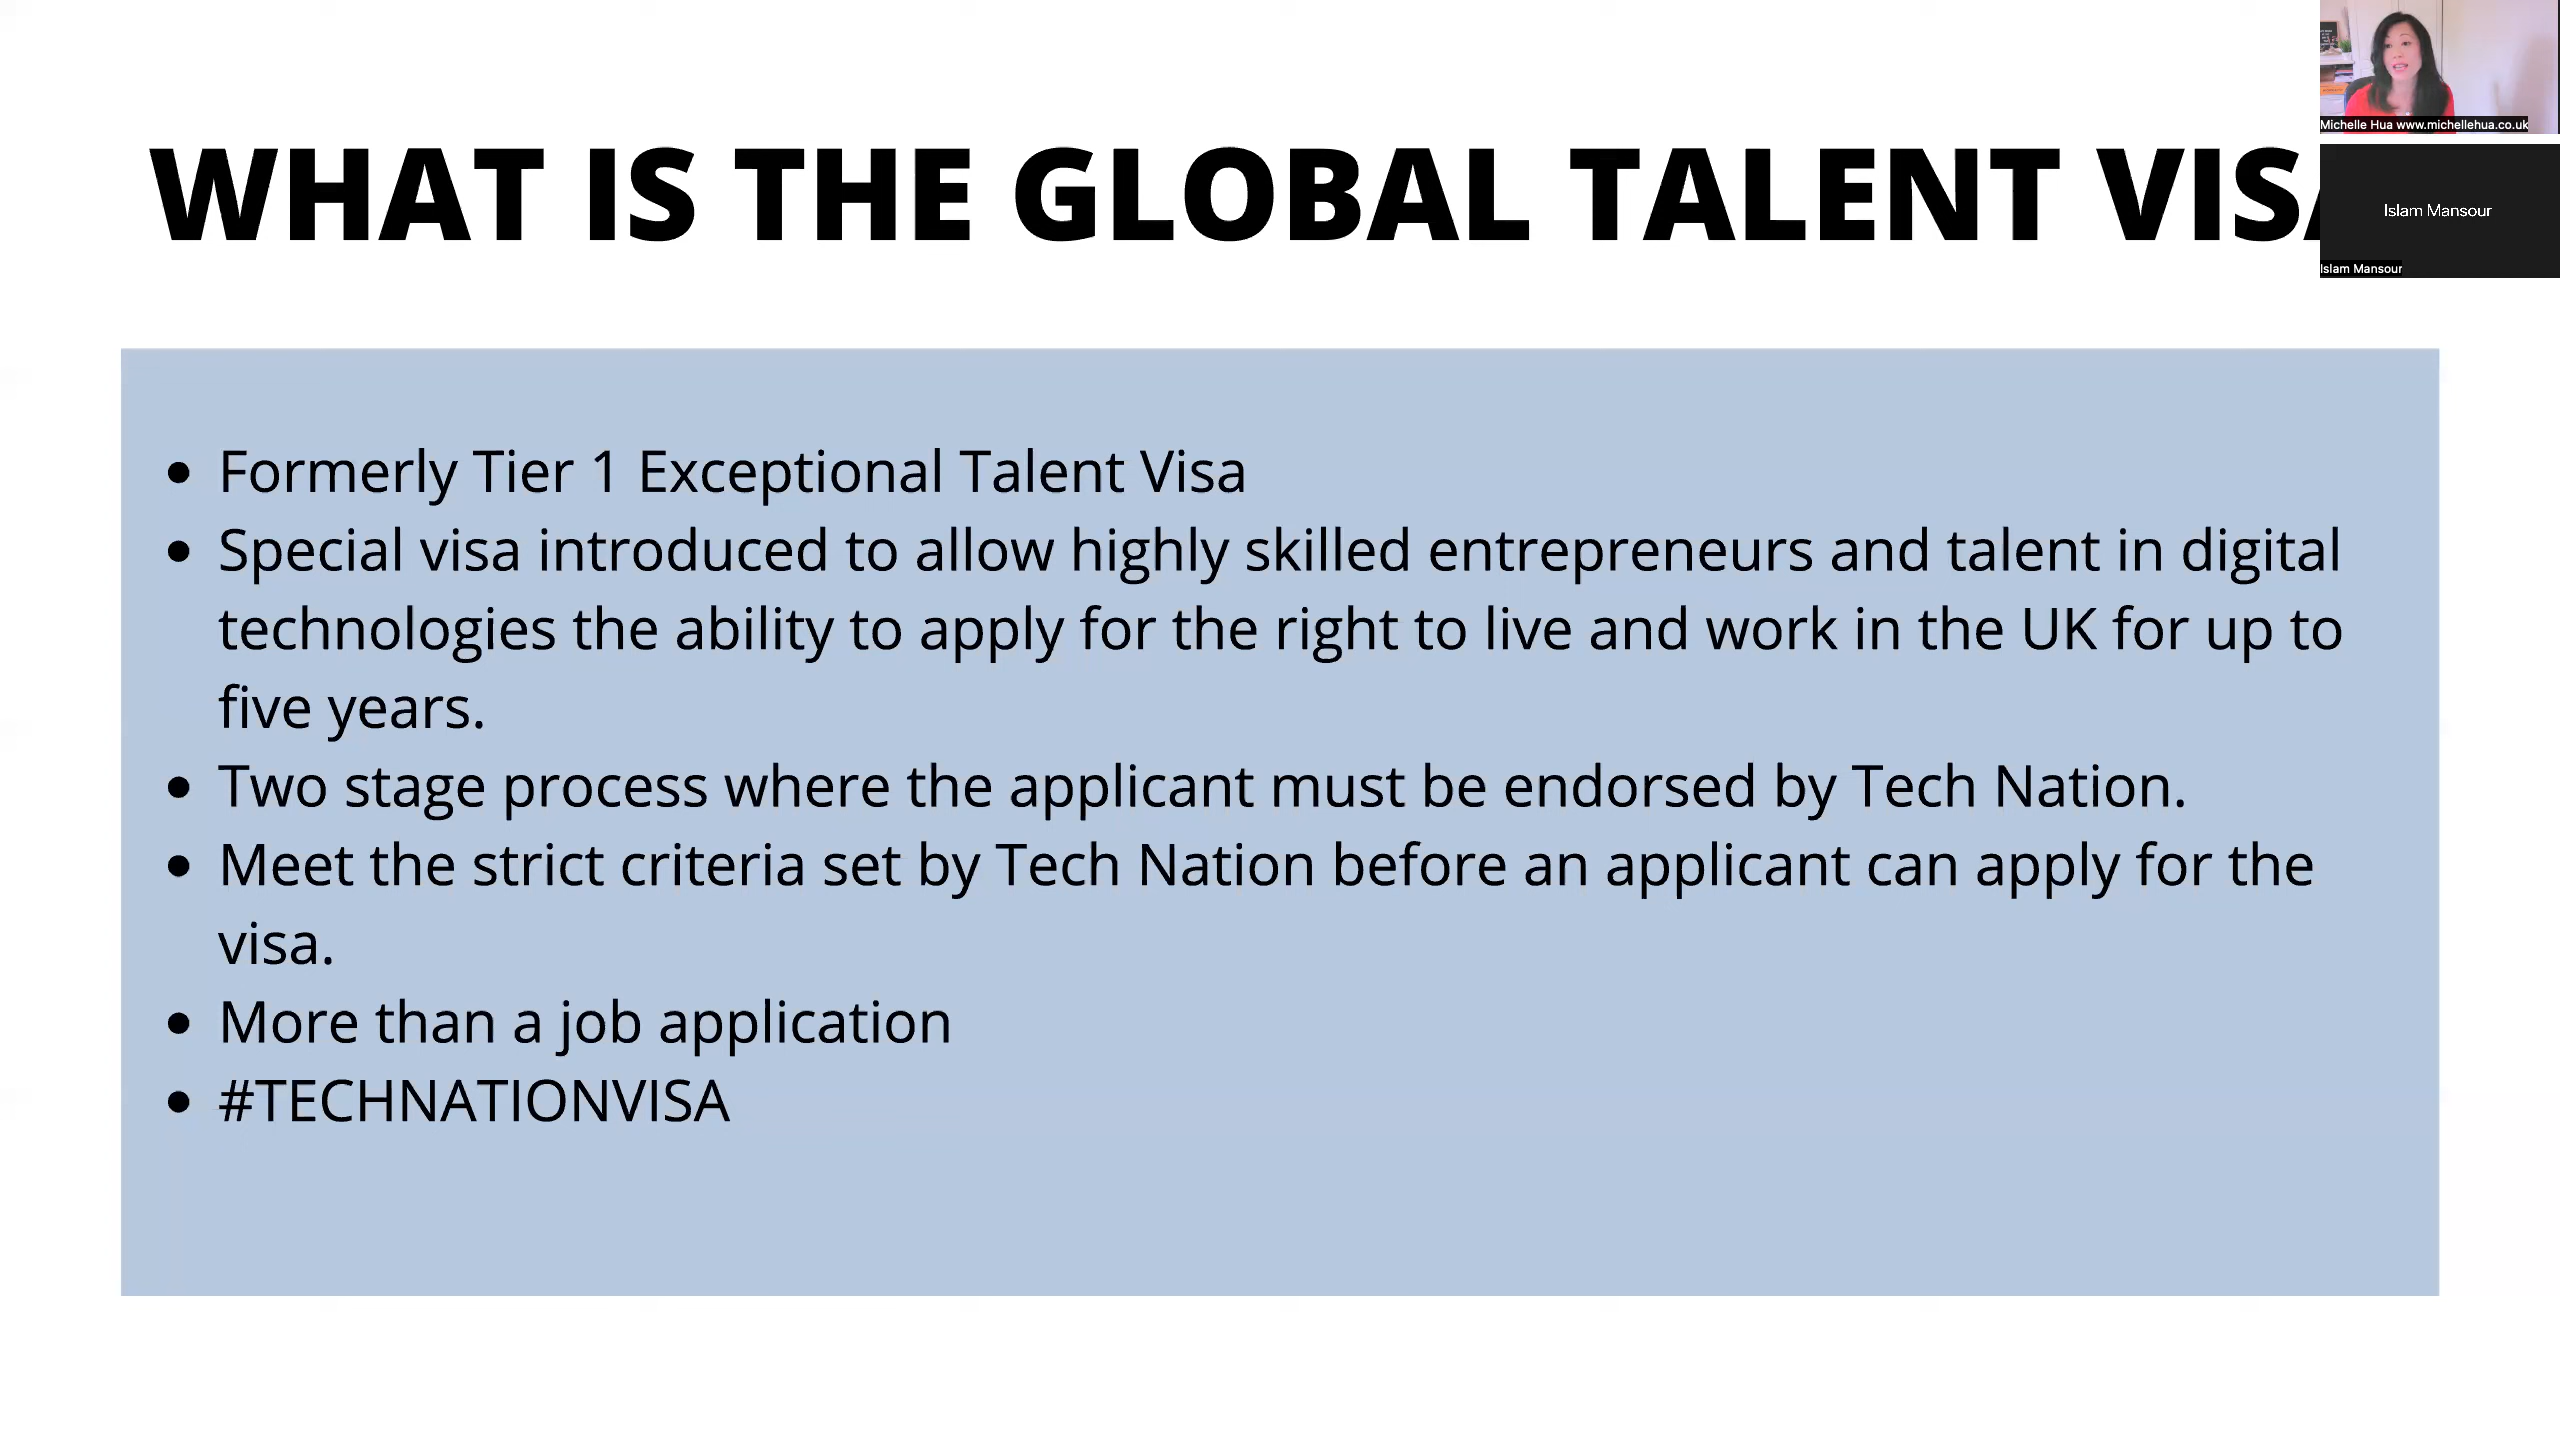 WHAT IS THE GLOBAL TALENT VISA
Michelle Hua www.michellehua.co.uk
Islam Mansour
Islam Mansour
• Formerly Tier 1 Exceptional Talent Visa
• Special visa introduced to allow highly skilled entrepreneurs and talent in digital
technologies the ability to apply for the right to live and work in the UK for up to
five years.
• Two stage process where the applicant must be endorsed by Tech Nation.
• Meet the strict criteria set by Tech Nation before an applicant can apply for the
visa.
• More than a job application
• #TECHNATIONVISA